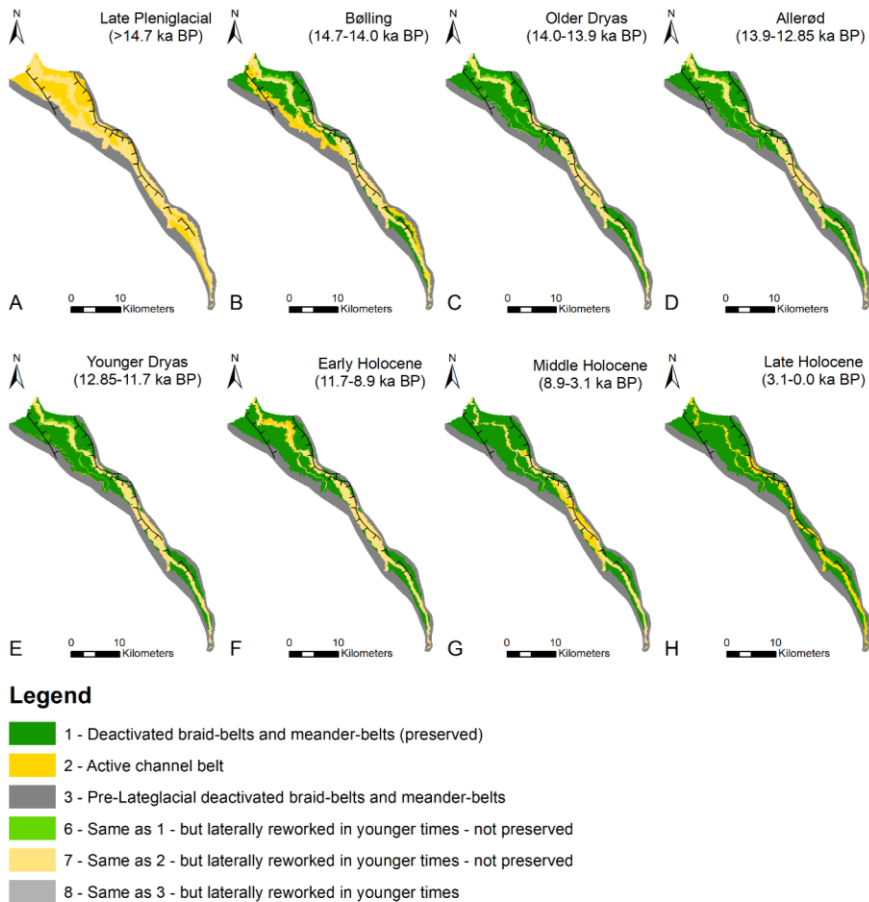 N Late Pleniglacial
(>14.7 ka BP)
A
0 10
Kilometers
N Bølling
(14.7-14.0 ka BP)
B
0 10
Kilometers
N Older Dryas
(14.0-13.9 ka BP)
C
0 10
Kilometers
N Allerød
(13.9-12.85 ka BP)
D
0 10
Kilometers
N Younger Dryas
(12.85-11.7 ka BP)
E
0 10
Kilometers
N Early Holocene
(11.7-8.9 ka BP)
F
0 10
Kilometers
N Middle Holocene
(8.9-3.1 ka BP)
G
0 10
Kilometers
N Late Holocene
(3.1-0.0 ka BP)
H
0 10
Kilometers
Legend
1 - Deactivated braid-belts and meander-belts (preserved)
2 - Active channel belt
3 - Pre-Lateglacial deactivated braid-belts and meander-belts
6 - Same as 1 - but laterally reworked in younger times - not preserved
7 - Same as 2 - but laterally reworked in younger times - not preserved
8 - Same as 3 - but laterally reworked in younger times